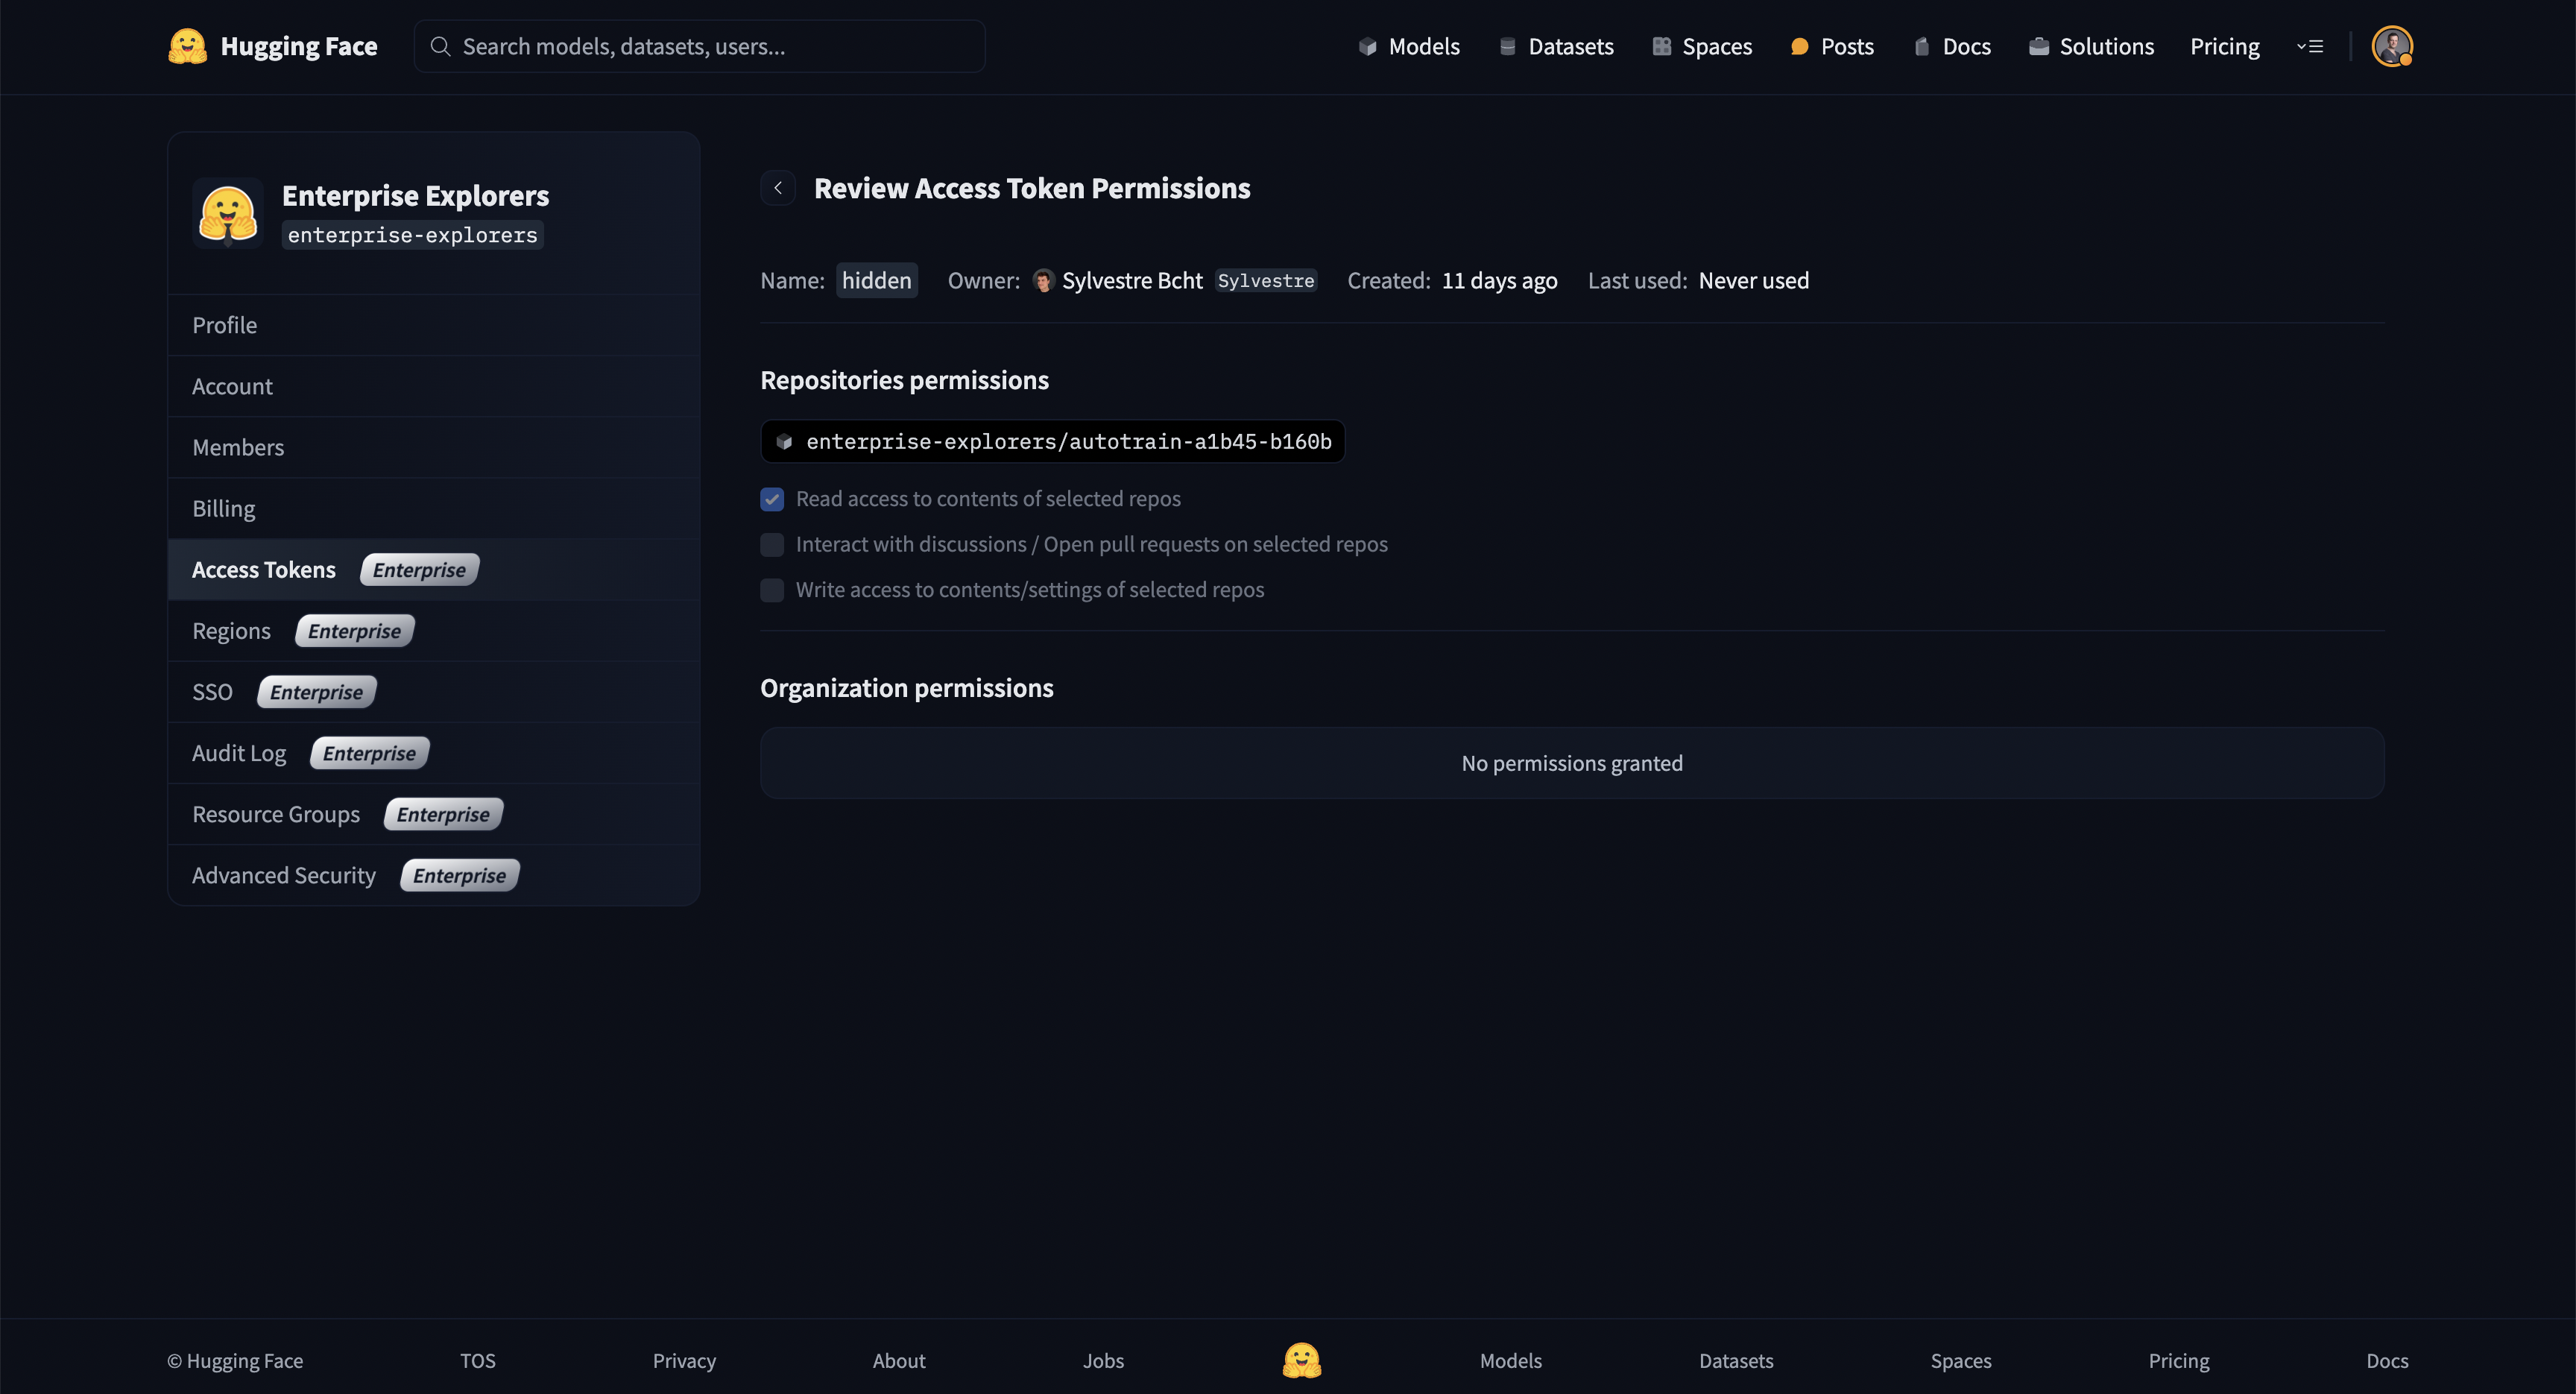 Hugging Face
Search models, datasets, users...
Models
Datasets
Spaces
Posts
Docs
Solutions
Pricing
Enterprise Explorers
enterprise-explorers
Profile
Account
Members
Billing
Access Tokens Enterprise
Regions Enterprise
SSO Enterprise
Audit Log Enterprise
Resource Groups Enterprise
Advanced Security Enterprise
Review Access Token Permissions
Name: hidden Owner: Sylvestre Bcht Sylvestre Created: 11 days ago Last used: Never used
Repositories permissions
enterprise-explorers/autotrain-a1b45-b160b
Read access to contents of selected repos
Interact with discussions / Open pull requests on selected repos
Write access to contents/settings of selected repos
Organization permissions
No permissions granted
© Hugging Face
TOS
Privacy
About
Jobs
Models
Datasets
Spaces
Pricing
Docs